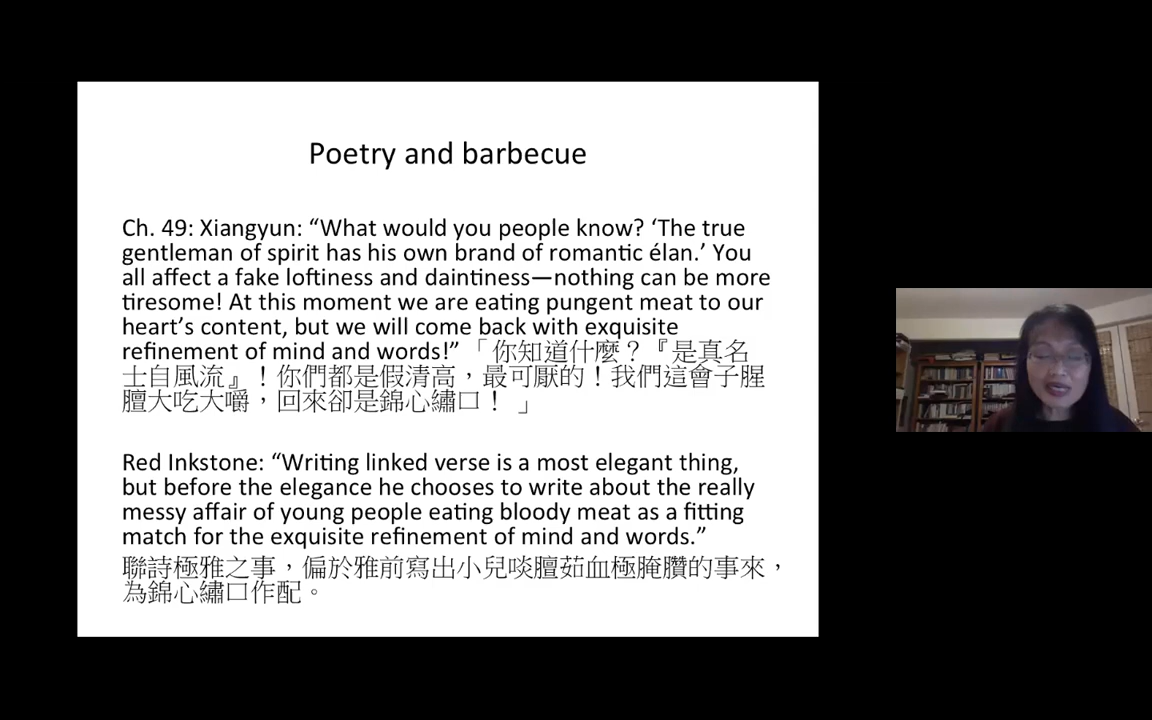 Poetry and barbecue
Ch. 49: Xiangyun: “What would you people know? ‘The true
gentleman of spirit has his own brand of romantic élan.’ You
all affect a fake loftiness and daintiness—nothing can be more
tiresome! At this moment we are eating pungent meat to our
heart’s content, but we will come back with exquisite
refinement of mind and words!” 「你知道什麼？『是真名
士自風流』！你們都是假清高，最可厭的！我們這會子腥
膻大吃大嚼，回來卻是錦心繡口！」
Red Inkstone: “Writing linked verse is a most elegant thing,
but before the elegance he chooses to write about the really
messy affair of young people eating bloody meat as a fitting
match for the exquisite refinement of mind and words.”
聯詩極雅之事，偏於雅前寫出小兒啖膻茹血極腌臢的事來，
為錦心繡口作配。